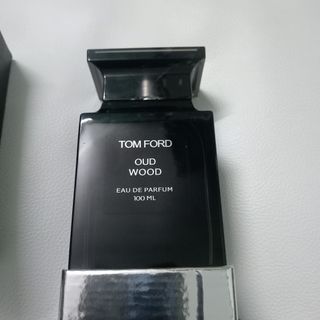 TOM FORD
OUD
WOOD
EAU DE PARFUM
100 ML